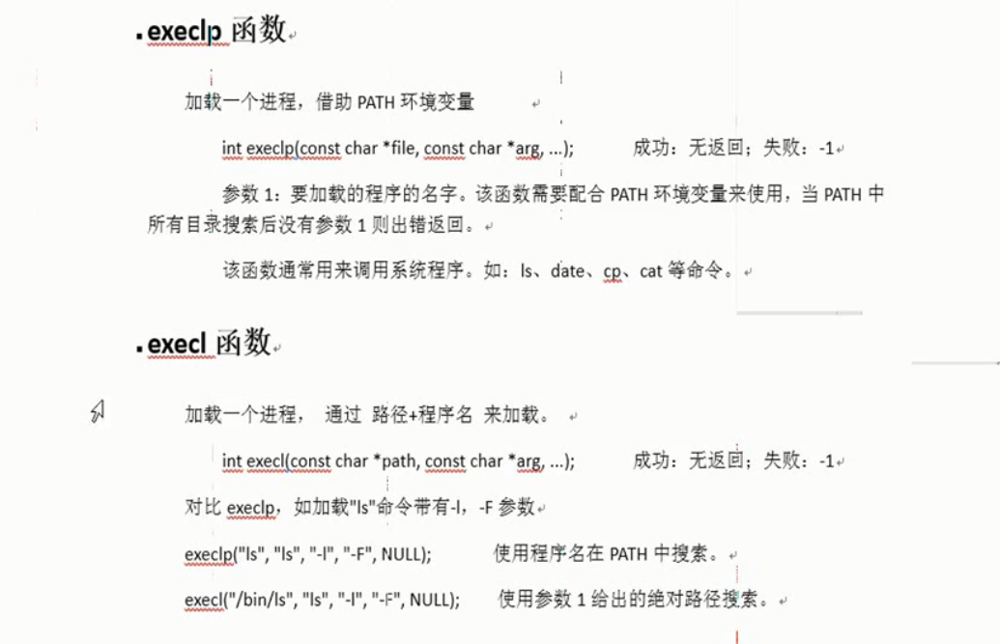 ▪execlp 函数
加载一个进程，借助 PATH 环境变量
int execlp(const char *file, const char *arg, ...); 成功：无返回；失败：-1
参数 1：要加载的程序的名字。该函数需要配合 PATH 环境变量来使用，当 PATH 中
所有目录搜索后没有参数 1 则出错返回。
该函数通常用来调用系统程序。如：ls、date、cp、cat 等命令。
▪execl 函数
加载一个进程， 通过 路径+程序名 来加载。
int execl(const char *path, const char *arg, ...); 成功：无返回；失败：-1
对比 execlp，如加载"ls"命令带有-l，-F 参数
execlp("ls", "ls", "-l", "-F", NULL); 使用程序名在 PATH 中搜索。
execl("/bin/ls", "ls", "-l", "-F", NULL); 使用参数 1 给出的绝对路径搜索。